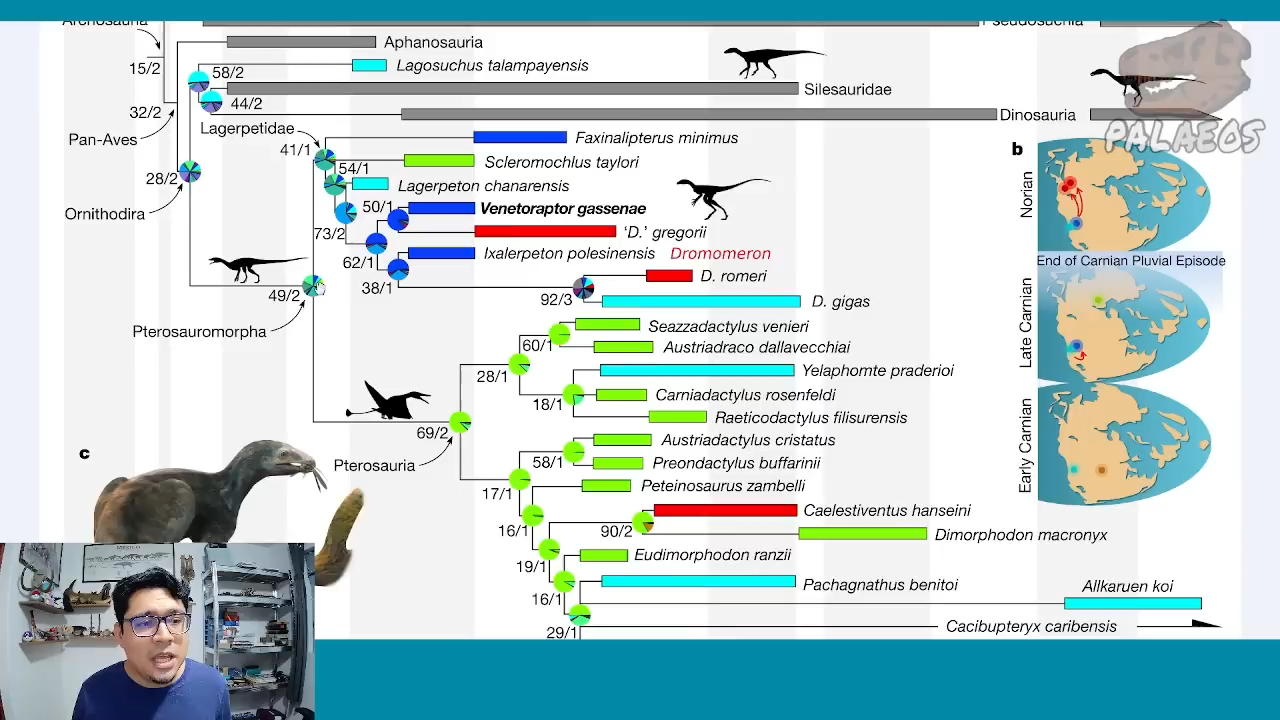 Archosauria
Pseudosuchia
Aphanosauria
15/2
58/2
Lagosuchus talampayensis
44/2
Silesauridae
32/2
Dinosauria
PALAEOS
Pan-Aves
Lagerpetidae
Faxinalipterus minimus
41/1
b
54/1
Scleromochlus taylori
28/2
Lagerpeton chanarensis
Norian
Ornithodira
50/1
Venetoraptor gassenae
73/2
'D.' gregorii
62/1
Ixalerpeton polesinensis
Dromomeron
End of Carnian Pluvial Episode
38/1
D. romeri
49/2
92/3
D. gigas
Late Carnian
Pterosauromorpha
Seazzadactylus venieri
60/1
Austriadraco dallavecchiai
28/1
Yelaphomte praderioi
18/1
Carniadactylus rosenfeldi
Raeticodactylus filisurensis
69/2
Austriadactylus cristatus
Early Carnian
c
Pterosauria
58/1
Preondactylus buffarinii
17/1
Peteinosaurus zambelli
16/1
90/2
Caelestiventus hanseini
Dimorphodon macronyx
19/1
Eudimorphodon ranzii
16/1
Pachagnathus benitoi
Allkaruen koi
29/1
Cacibupteryx caribensis
MEXICO